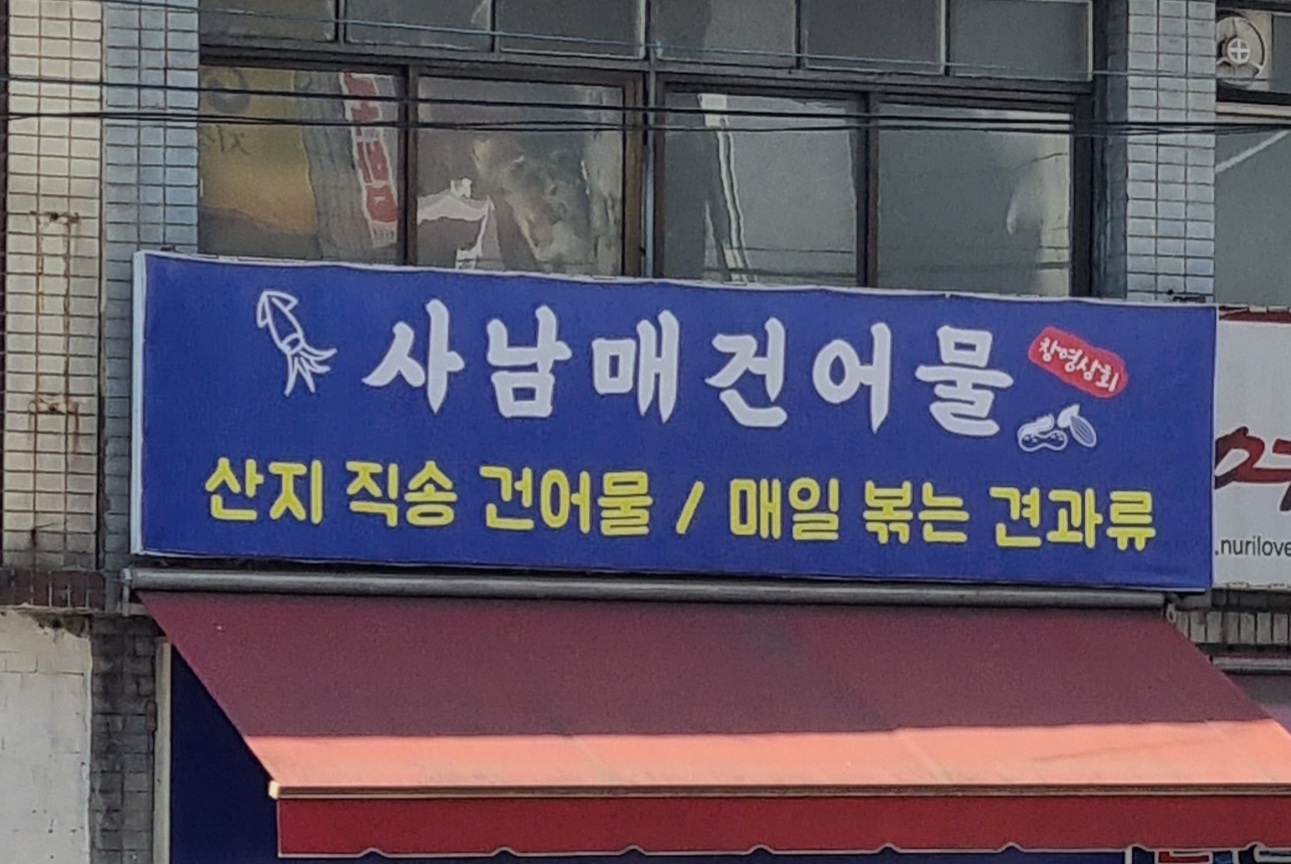 사남매건어물
창영상회
산지 직송 건어물 / 매일 볶는 견과류
.nurilove